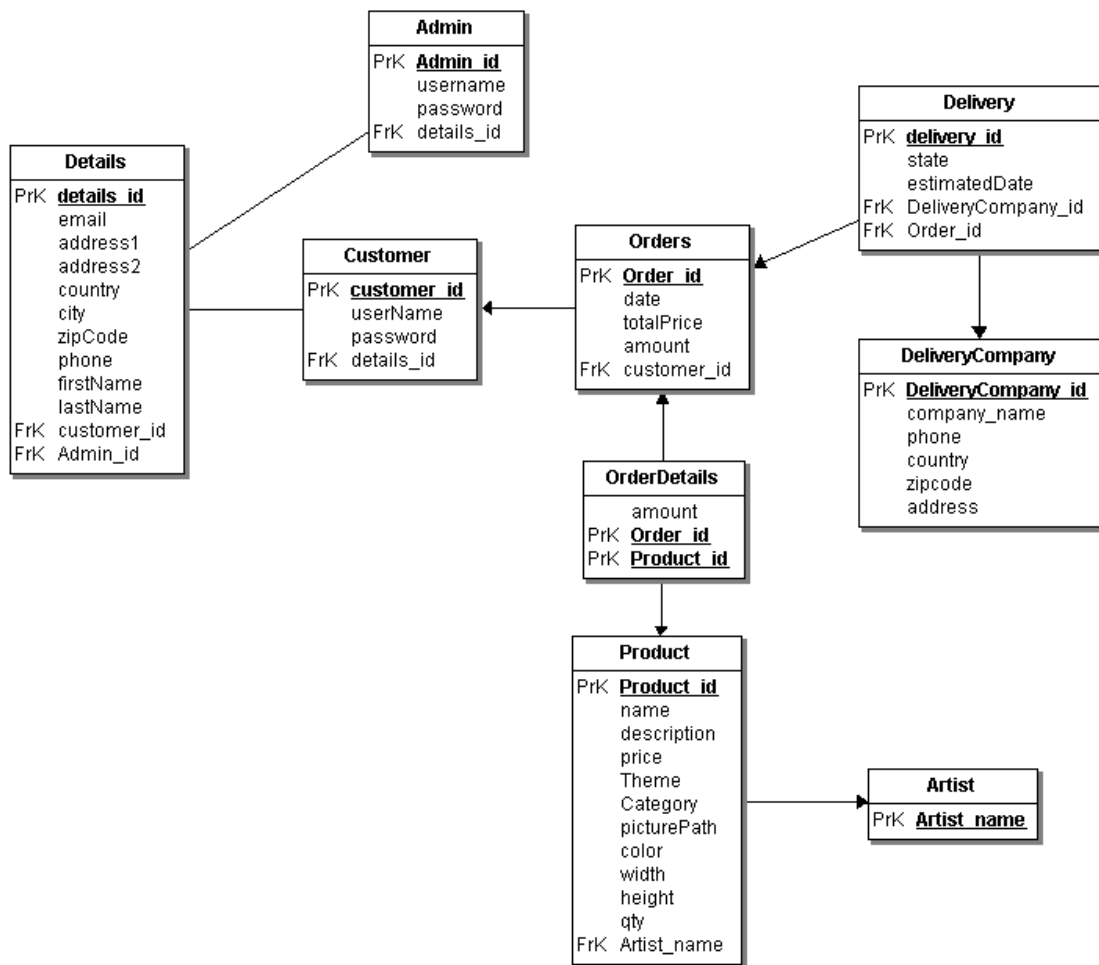 Admin
PrK Admin_id
username
password
FrK details_id
Delivery
PrK delivery_id
state
estimatedDate
FrK DeliveryCompany_id
FrK Order_id
Details
PrK details_id
email
address1
address2
country
city
zipCode
phone
firstName
lastName
FrK customer_id
FrK Admin_id
Customer
PrK customer_id
userName
password
FrK details_id
Orders
PrK Order_id
date
totalPrice
amount
FrK customer_id
DeliveryCompany
PrK DeliveryCompany_id
company_name
phone
country
zipcode
address
OrderDetails
amount
PrK Order_id
PrK Product_id
Product
PrK Product_id
name
description
price
Theme
Category
picturePath
color
width
height
qty
FrK Artist_name
Artist
PrK Artist_name